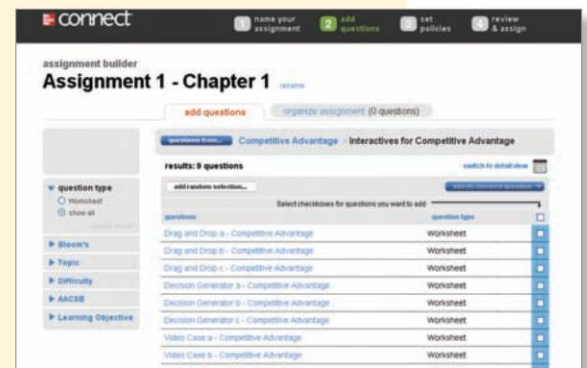 connect
1 name your assignment
2 add questions
3 set policies
4 review & assign
assignment builder
Assignment 1 - Chapter 1 rename
add questions
organize assignment (0 questions)
questions from... Competitive Advantage > Interactives for Competitive Advantage
results: 9 questions
switch to detail view
add random selection...
Select checkboxes for questions you want to add
questions
question type
Drag and Drop a - Competitive Advantage Worksheet
Drag and Drop b - Competitive Advantage Worksheet
Drag and Drop c - Competitive Advantage Worksheet
Decision Generator a - Competitive Advantage Worksheet
Decision Generator b - Competitive Advantage Worksheet
Decision Generator c - Competitive Advantage Worksheet
Video Case a - Competitive Advantage Worksheet
Video Case b - Competitive Advantage Worksheet
question type
Worksheet
show all
Bloom's
Topic
Difficulty
AACSB
Learning Objective